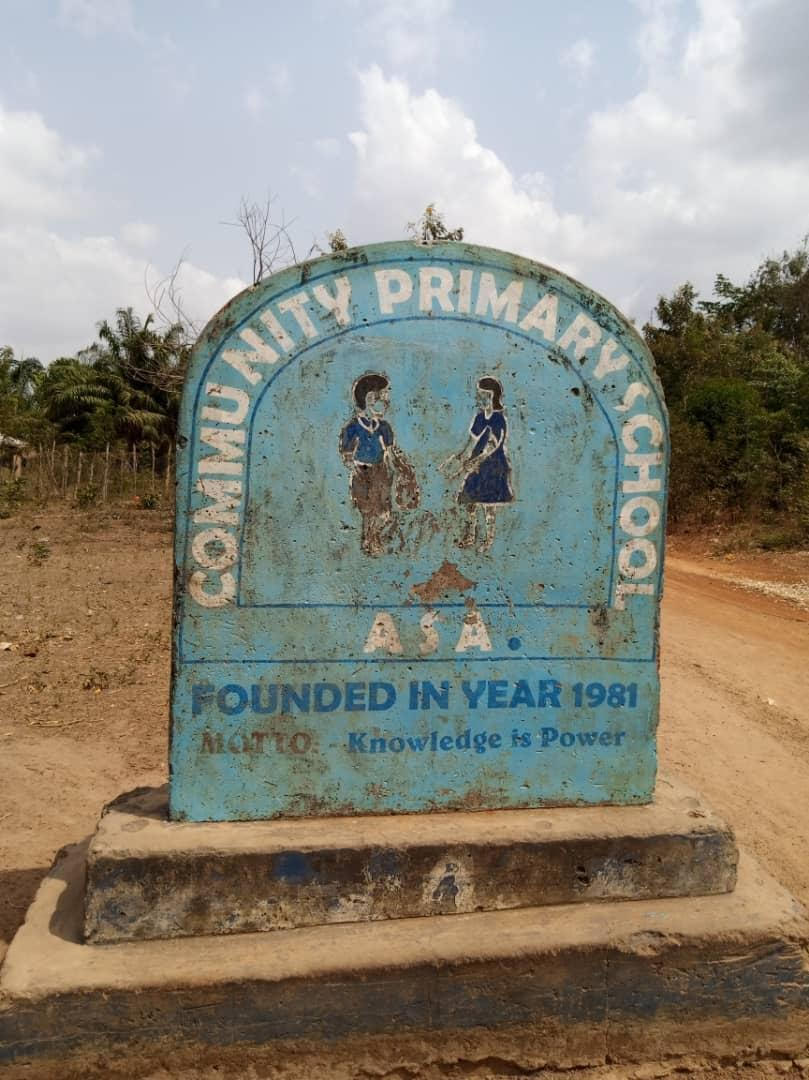 COMMUNITY PRIMARY SCHOOL
ASA.
FOUNDED IN YEAR 1981
MOTTO:- Knowledge is Power